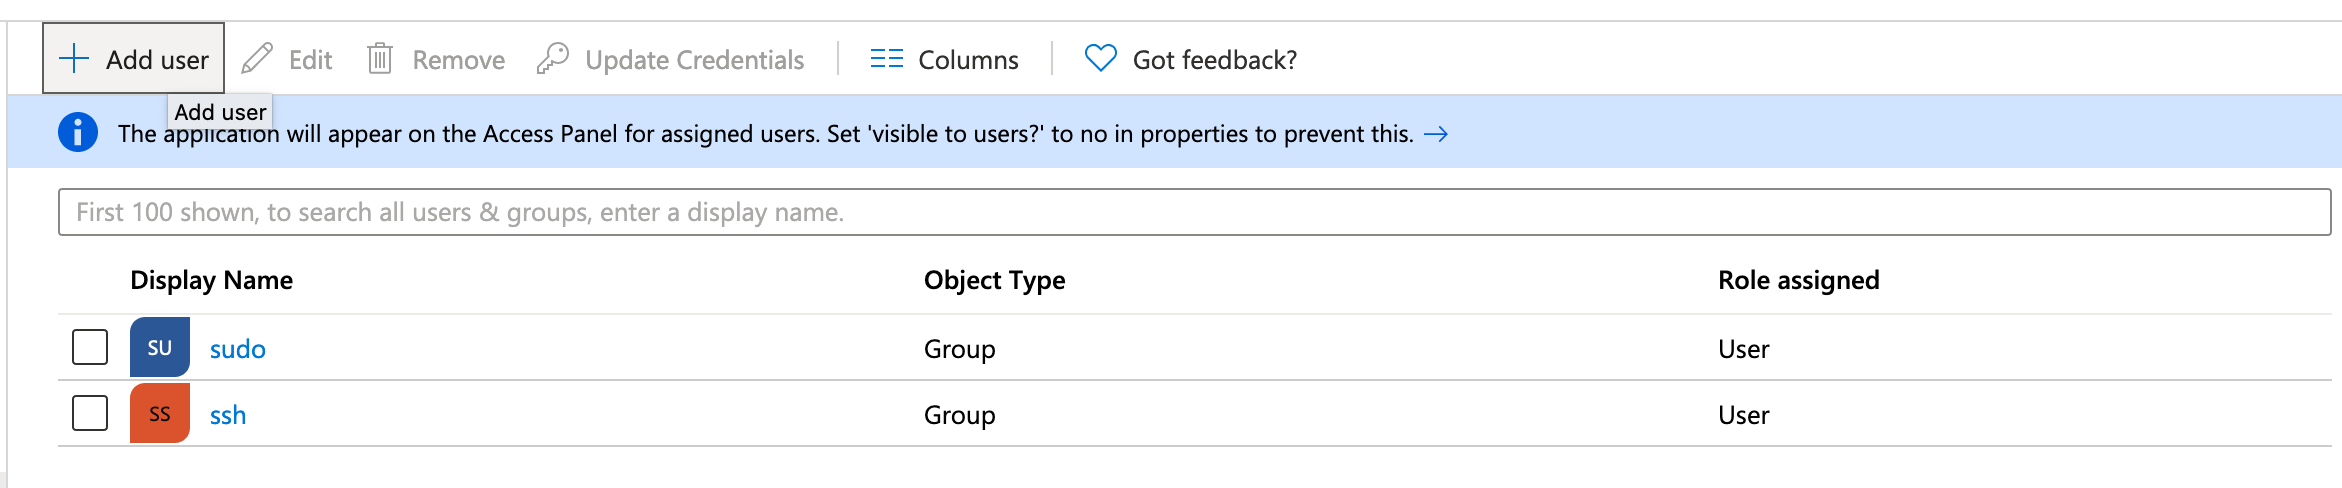 Add user Edit Remove Update Credentials Columns Got feedback?
Add user
The application will appear on the Access Panel for assigned users. Set 'visible to users?' to no in properties to prevent this. →
First 100 shown, to search all users & groups, enter a display name.
Display Name Object Type Role assigned
SU sudo Group User
SS ssh Group User